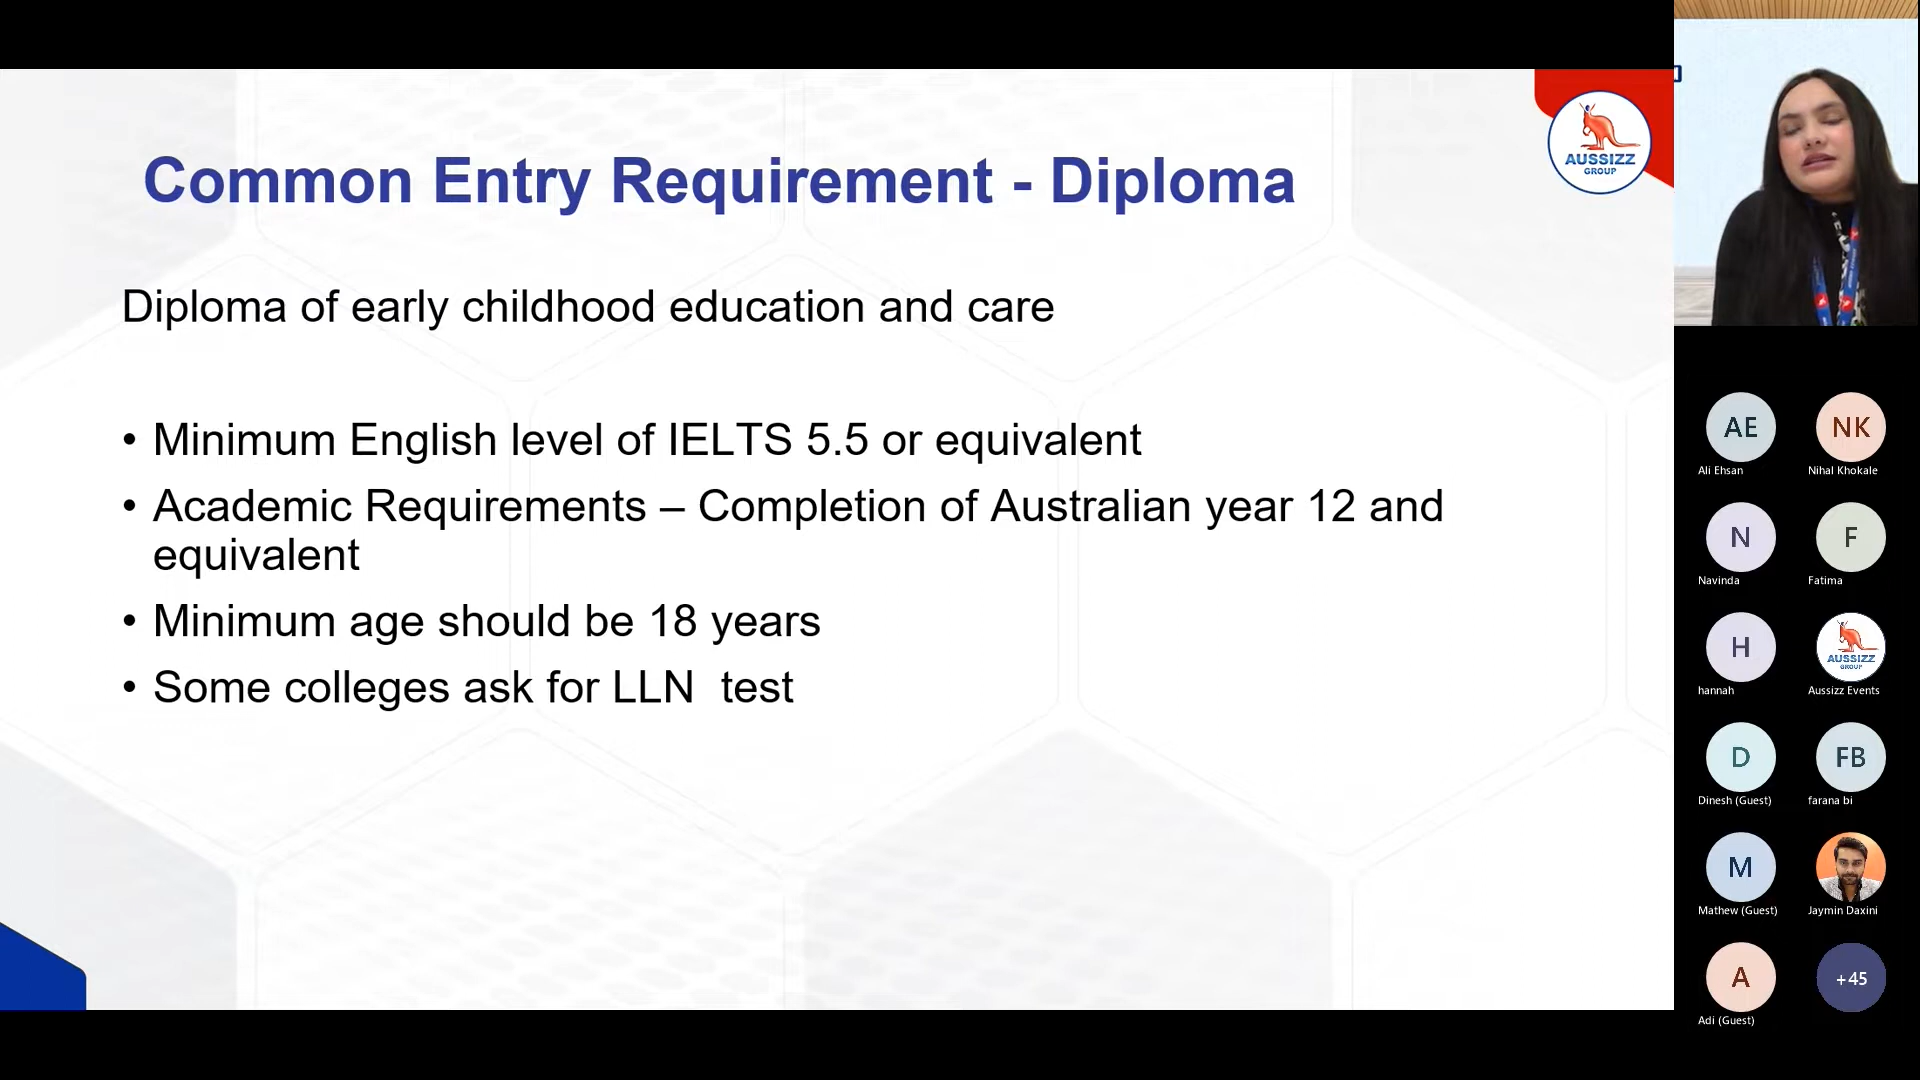 Common Entry Requirement - Diploma
AUSSIZZ
GROUP
Diploma of early childhood education and care
• Minimum English level of IELTS 5.5 or equivalent
• Academic Requirements – Completion of Australian year 12 and
equivalent
• Minimum age should be 18 years
• Some colleges ask for LLN  test
AE
Ali Ehsan
NK
Nihal Khokale
N
Navinda
F
Fatima
H
hannah
AUSSIZZ
GROUP
Aussizz Events
D
Dinesh (Guest)
FB
farana bi
M
Mathew (Guest)
Jaymin Daxini
A
Adi (Guest)
+45